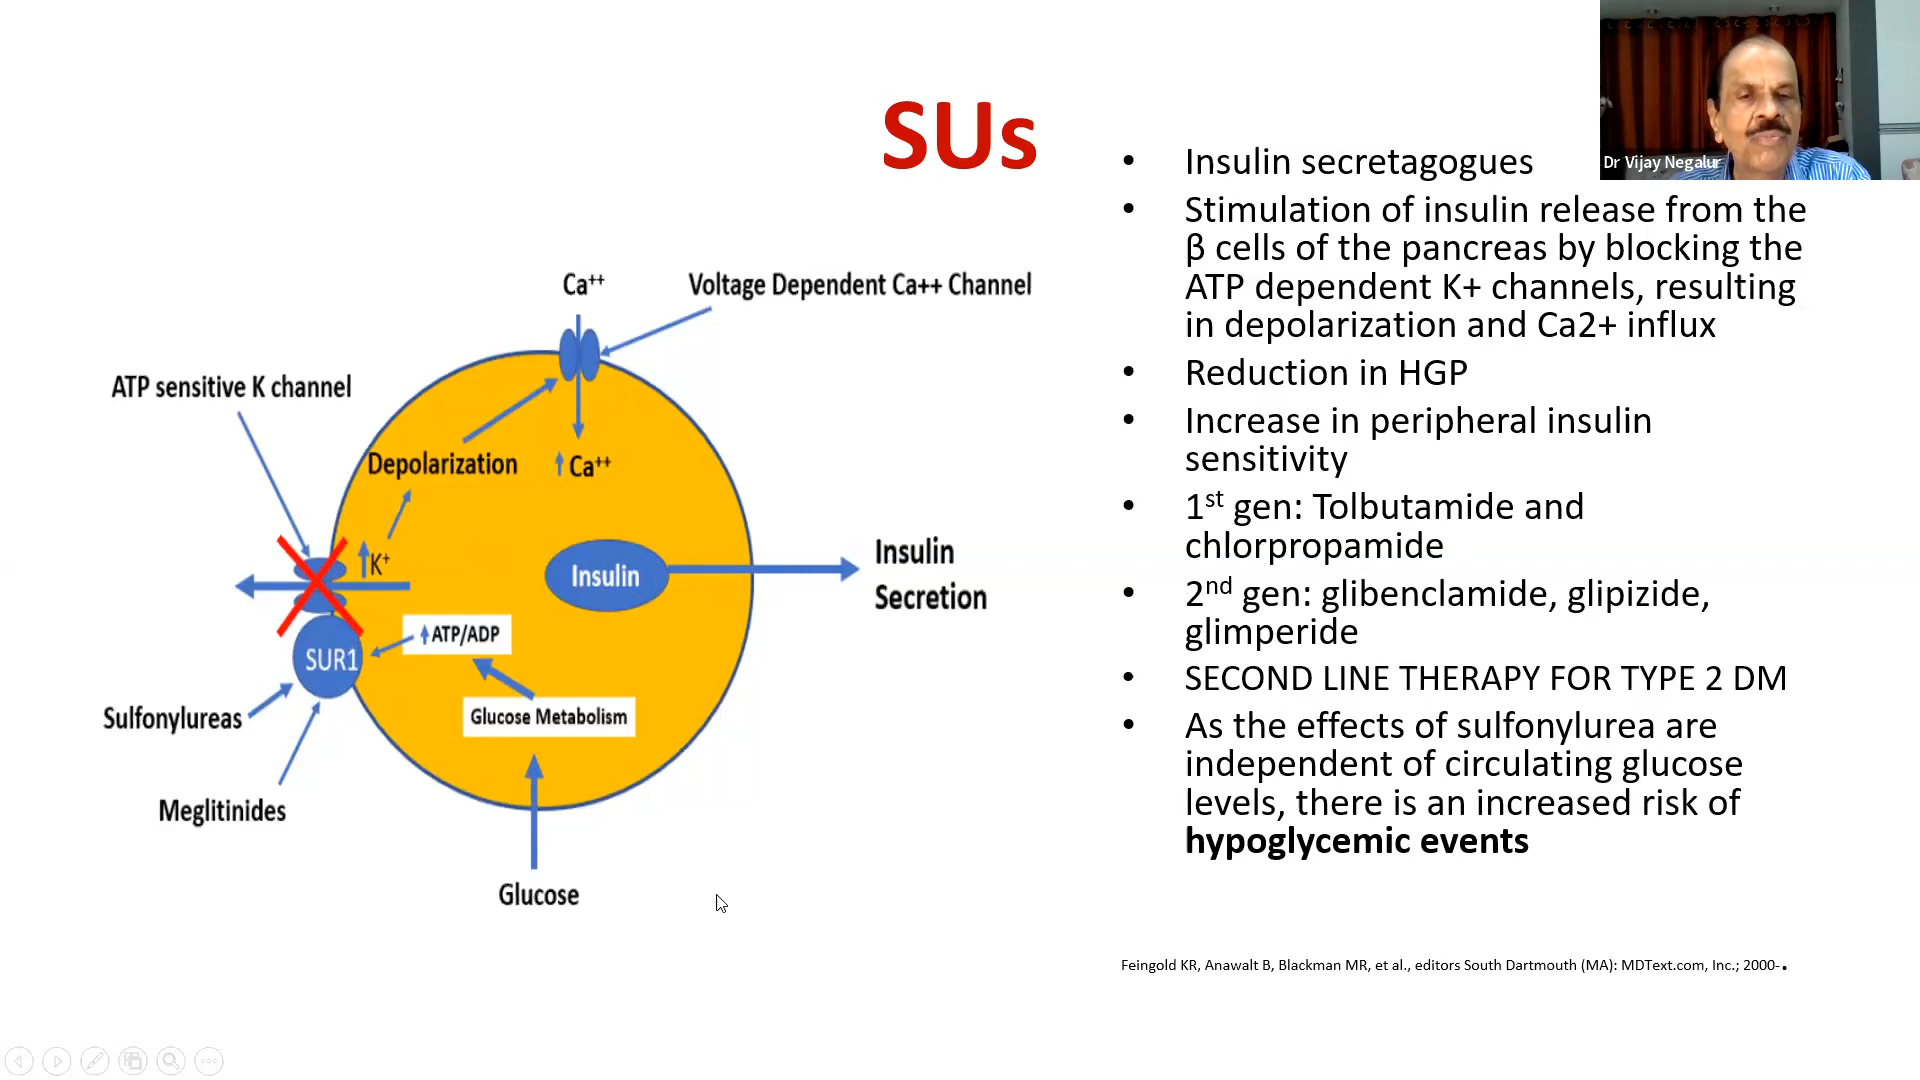 SUs
Dr Vijay Negalur
Ca⁺⁺
Voltage Dependent Ca++ Channel
ATP sensitive K channel
Depolarization
↑ Ca⁺⁺
↑K⁺
Insulin
Insulin
Secretion
↑ATP/ADP
SUR1
Sulfonylureas
Glucose Metabolism
Meglitinides
Glucose
• Insulin secretagogues
• Stimulation of insulin release from the
β cells of the pancreas by blocking the
ATP dependent K+ channels, resulting
in depolarization and Ca2+ influx
• Reduction in HGP
• Increase in peripheral insulin
sensitivity
• 1st gen: Tolbutamide and
chlorpropamide
• 2nd gen: glibenclamide, glipizide,
glimperide
• SECOND LINE THERAPY FOR TYPE 2 DM
• As the effects of sulfonylurea are
independent of circulating glucose
levels, there is an increased risk of
hypoglycemic events
Feingold KR, Anawalt B, Blackman MR, et al., editors South Dartmouth (MA): MDText.com, Inc.; 2000-.